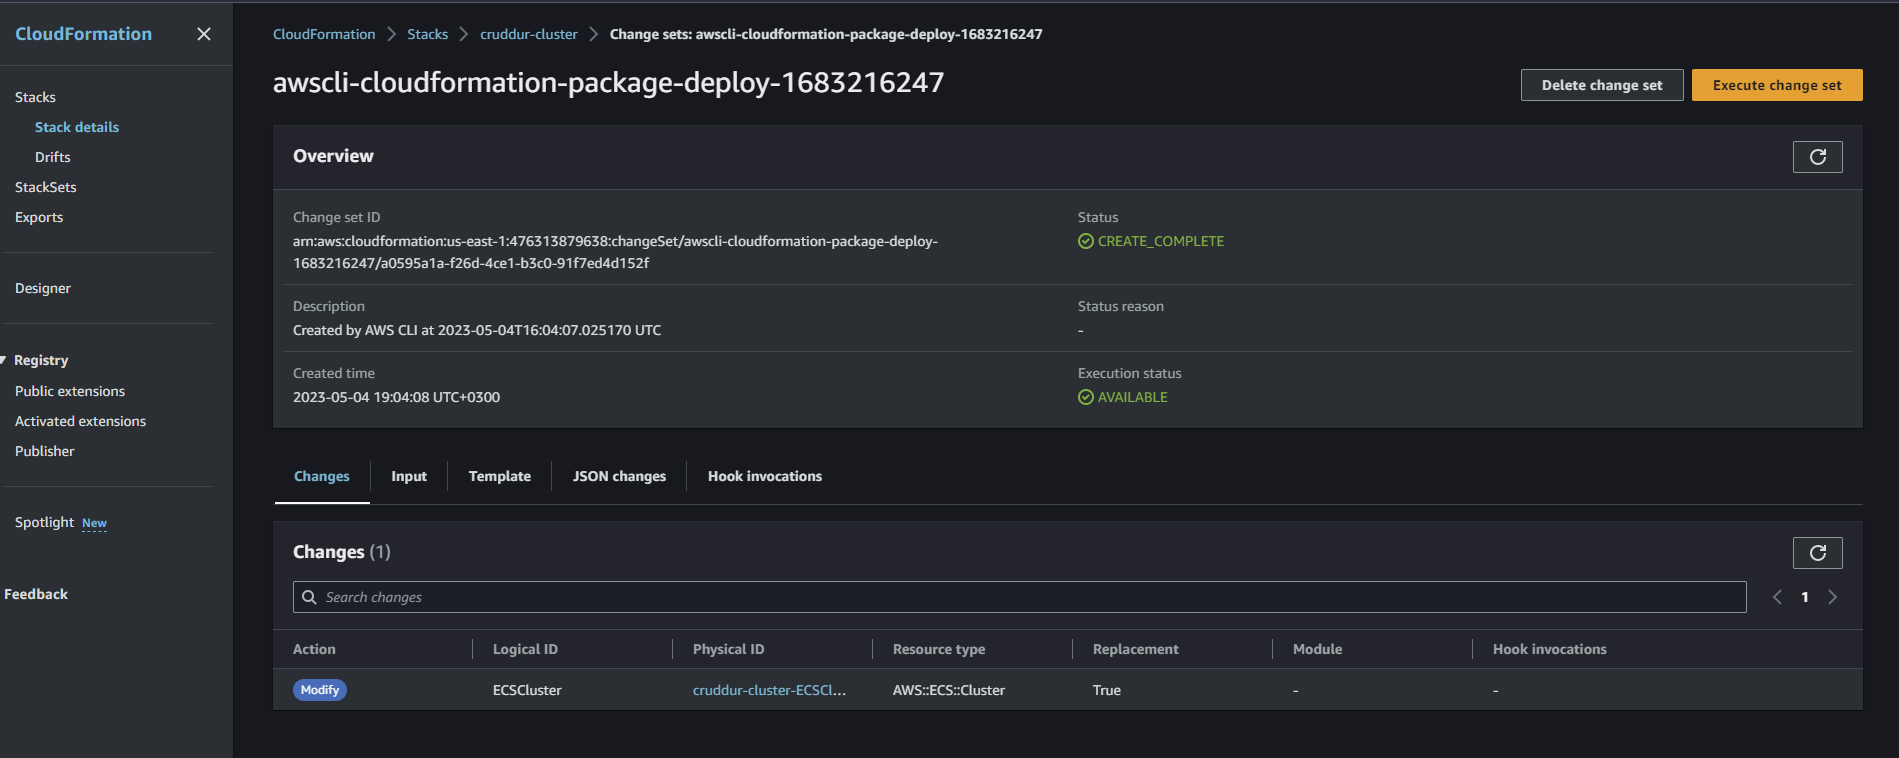 CloudFormation
Stacks
Stack details
Drifts
StackSets
Exports
Designer
Registry
Public extensions
Activated extensions
Publisher
Spotlight New
Feedback
CloudFormation Stacks cruddur-cluster Change sets: awscli-cloudformation-package-deploy-1683216247
awscli-cloudformation-package-deploy-1683216247
Delete change set Execute change set
Overview
Change set ID
arn:aws:cloudformation:us-east-1:476313879638:changeSet/awscli-cloudformation-package-deploy-
1683216247/a0595a1a-f26d-4ce1-b3c0-91f7ed4d152f
Status
CREATE_COMPLETE
Description
Created by AWS CLI at 2023-05-04T16:04:07.025170 UTC
Status reason
-
Created time
2023-05-04 19:04:08 UTC+0300
Execution status
AVAILABLE
Changes Input Template JSON changes Hook invocations
Changes (1)
Search changes
1
Action Logical ID Physical ID Resource type Replacement Module Hook invocations
Modify ECSCluster cruddur-cluster-ECSCl... AWS::ECS::Cluster True - -